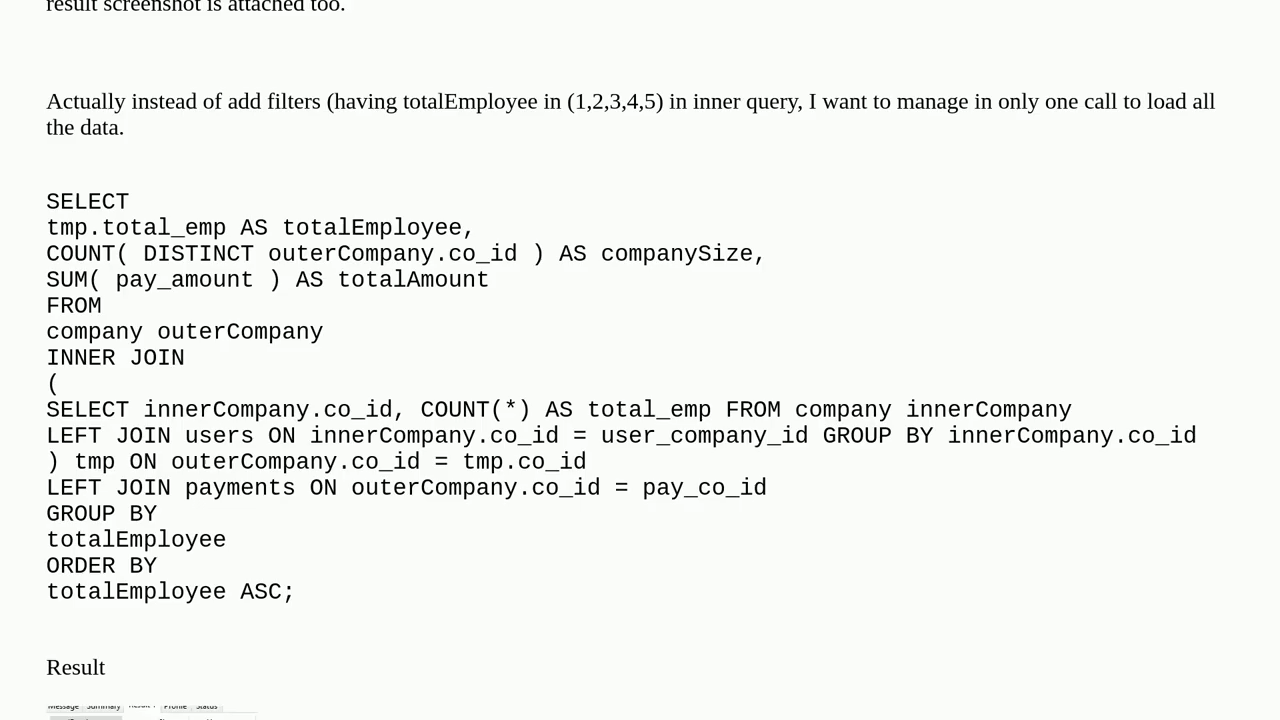 result screenshot is attached too.
Actually instead of add filters (having totalEmployee in (1,2,3,4,5) in inner query, I want to manage in only one call to load all
the data.
SELECT
tmp.total_emp AS totalEmployee,
COUNT( DISTINCT outerCompany.co_id ) AS companySize,
SUM( pay_amount ) AS totalAmount
FROM
company outerCompany
INNER JOIN
(
SELECT innerCompany.co_id, COUNT(*) AS total_emp FROM company innerCompany
LEFT JOIN users ON innerCompany.co_id = user_company_id GROUP BY innerCompany.co_id
) tmp ON outerCompany.co_id = tmp.co_id
LEFT JOIN payments ON outerCompany.co_id = pay_co_id
GROUP BY
totalEmployee
ORDER BY
totalEmployee ASC;
Result
Message Summary Profile Status